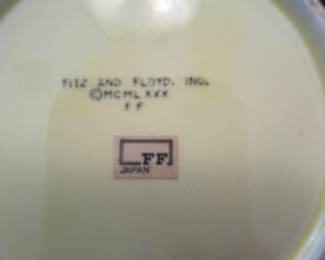 FITZ AND FLOYD, INC.
©MCMLXXX
FF
FF
JAPAN